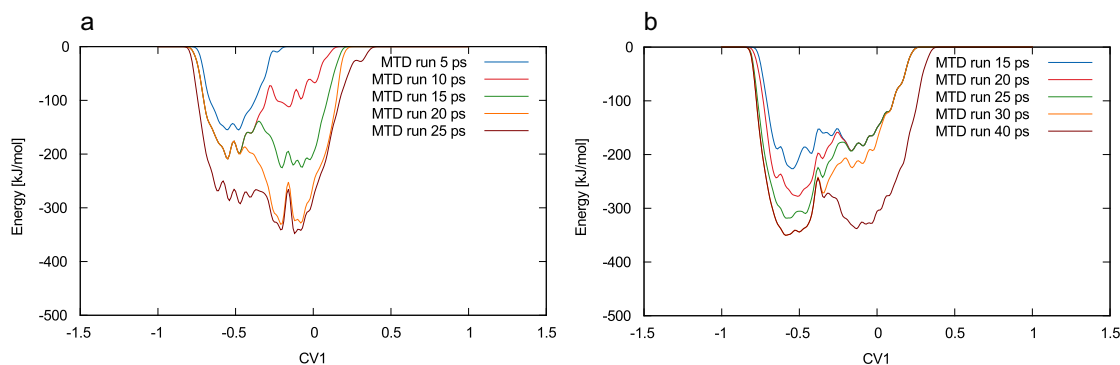 a
0
-100
-200
-300
-400
-500
-1.5
-1
-0.5
0
0.5
1
1.5
Energy [kJ/mol]
CV1
MTD run 5 ps
MTD run 10 ps
MTD run 15 ps
MTD run 20 ps
MTD run 25 ps
b
0
-100
-200
-300
-400
-500
-1.5
-1
-0.5
0
0.5
1
1.5
Energy [kJ/mol]
CV1
MTD run 15 ps
MTD run 20 ps
MTD run 25 ps
MTD run 30 ps
MTD run 40 ps